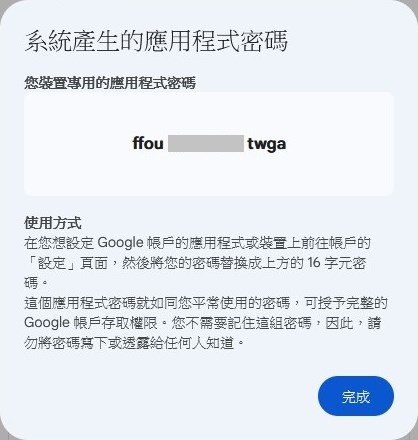 系統產生的應用程式密碼
您裝置專用的應用程式密碼
ffou twga
使用方式
在您想設定 Google 帳戶的應用程式或裝置上前往帳戶的
「設定」頁面，然後將您的密碼替換成上方的 16 字元密
碼。
這個應用程式密碼就如同您平常使用的密碼，可授予完整的
Google 帳戶存取權限。您不需要記住這組密碼，因此，請
勿將密碼寫下或透露給任何人知道。
完成